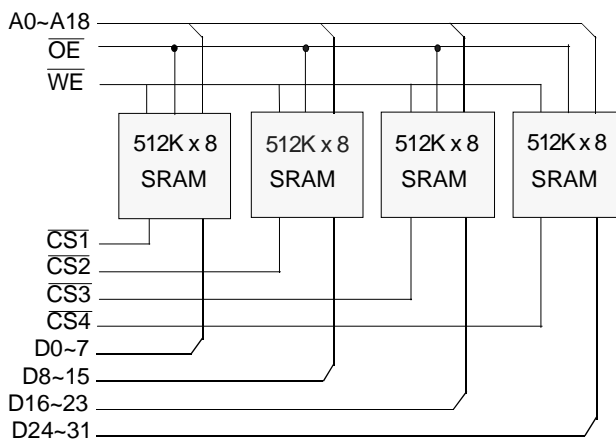 A0~A18
OE
WE
512K x 8 512K x 8 512K x 8 512K x 8
SRAM SRAM SRAM SRAM
CS1
CS2
CS3
CS4
D0~7
D8~15
D16~23
D24~31